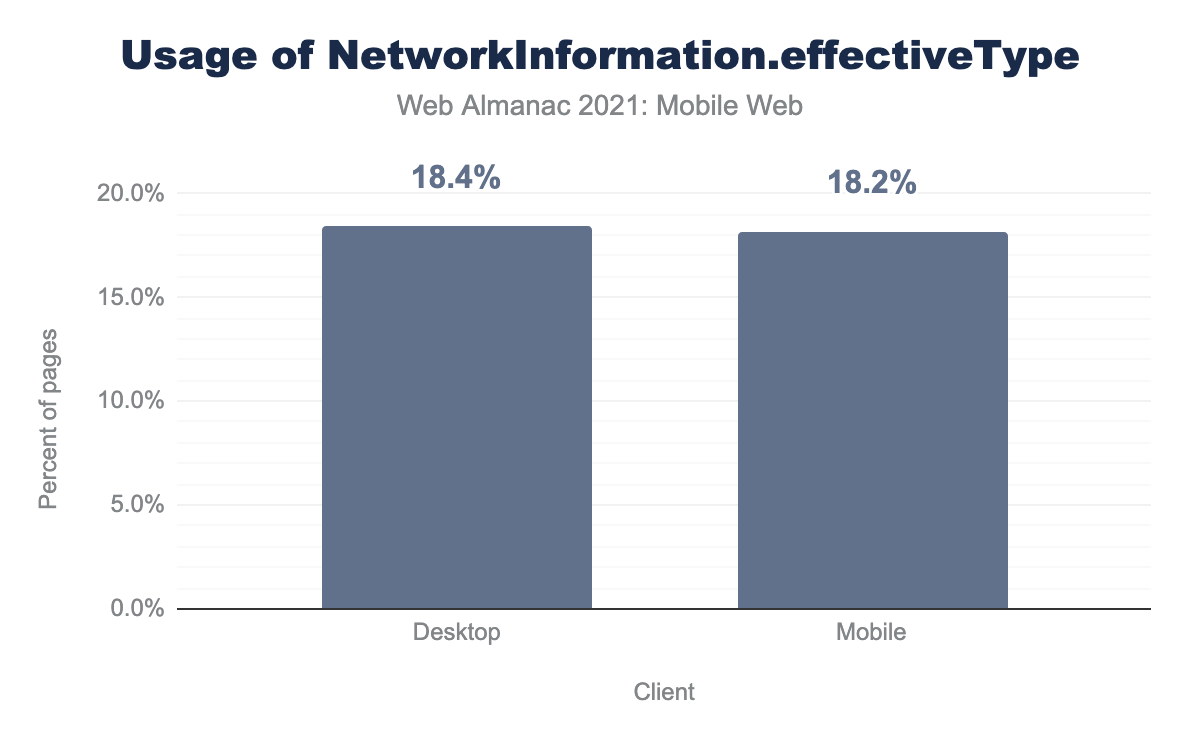 Usage of NetworkInformation.effectiveType
Web Almanac 2021: Mobile Web
18.4%
18.2%
20.0%
15.0%
10.0%
5.0%
0.0%
Percent of pages
Desktop
Mobile
Client